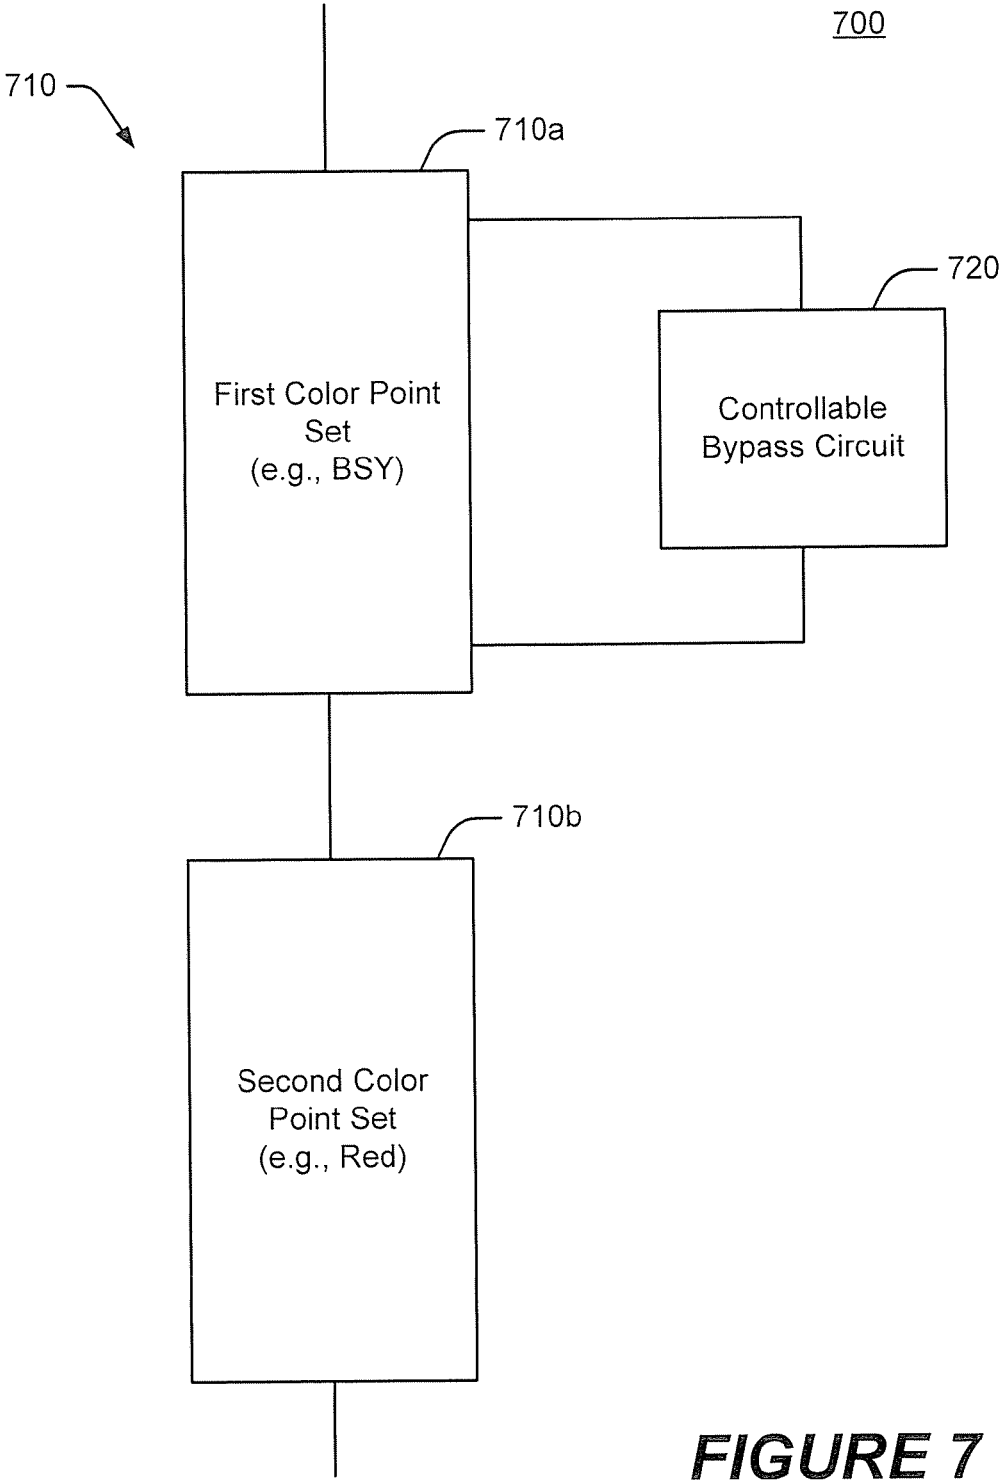 700
710
710a
720
First Color Point
Set
(e.g., BSY)
Controllable
Bypass Circuit
710b
Second Color
Point Set
(e.g., Red)
FIGURE 7